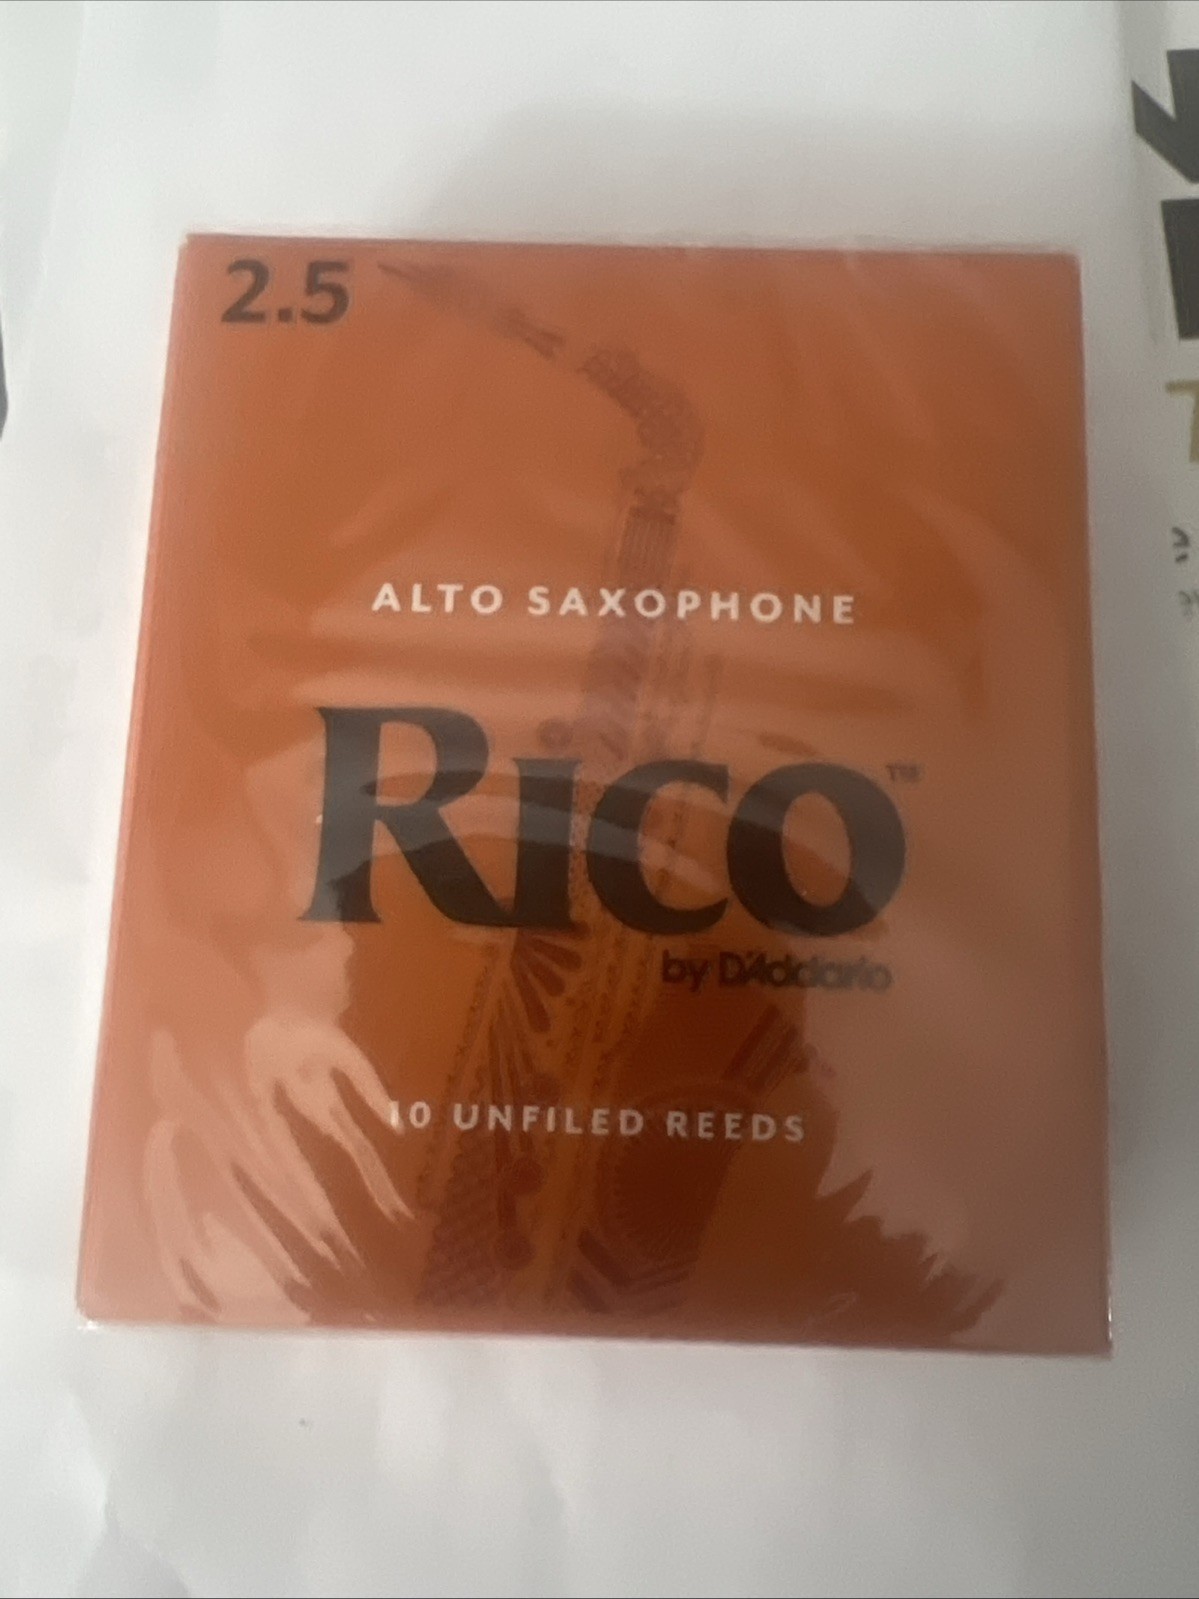 2.5
ALTO SAXOPHONE
RICO™
by D'Addario
10 UNFILED REEDS